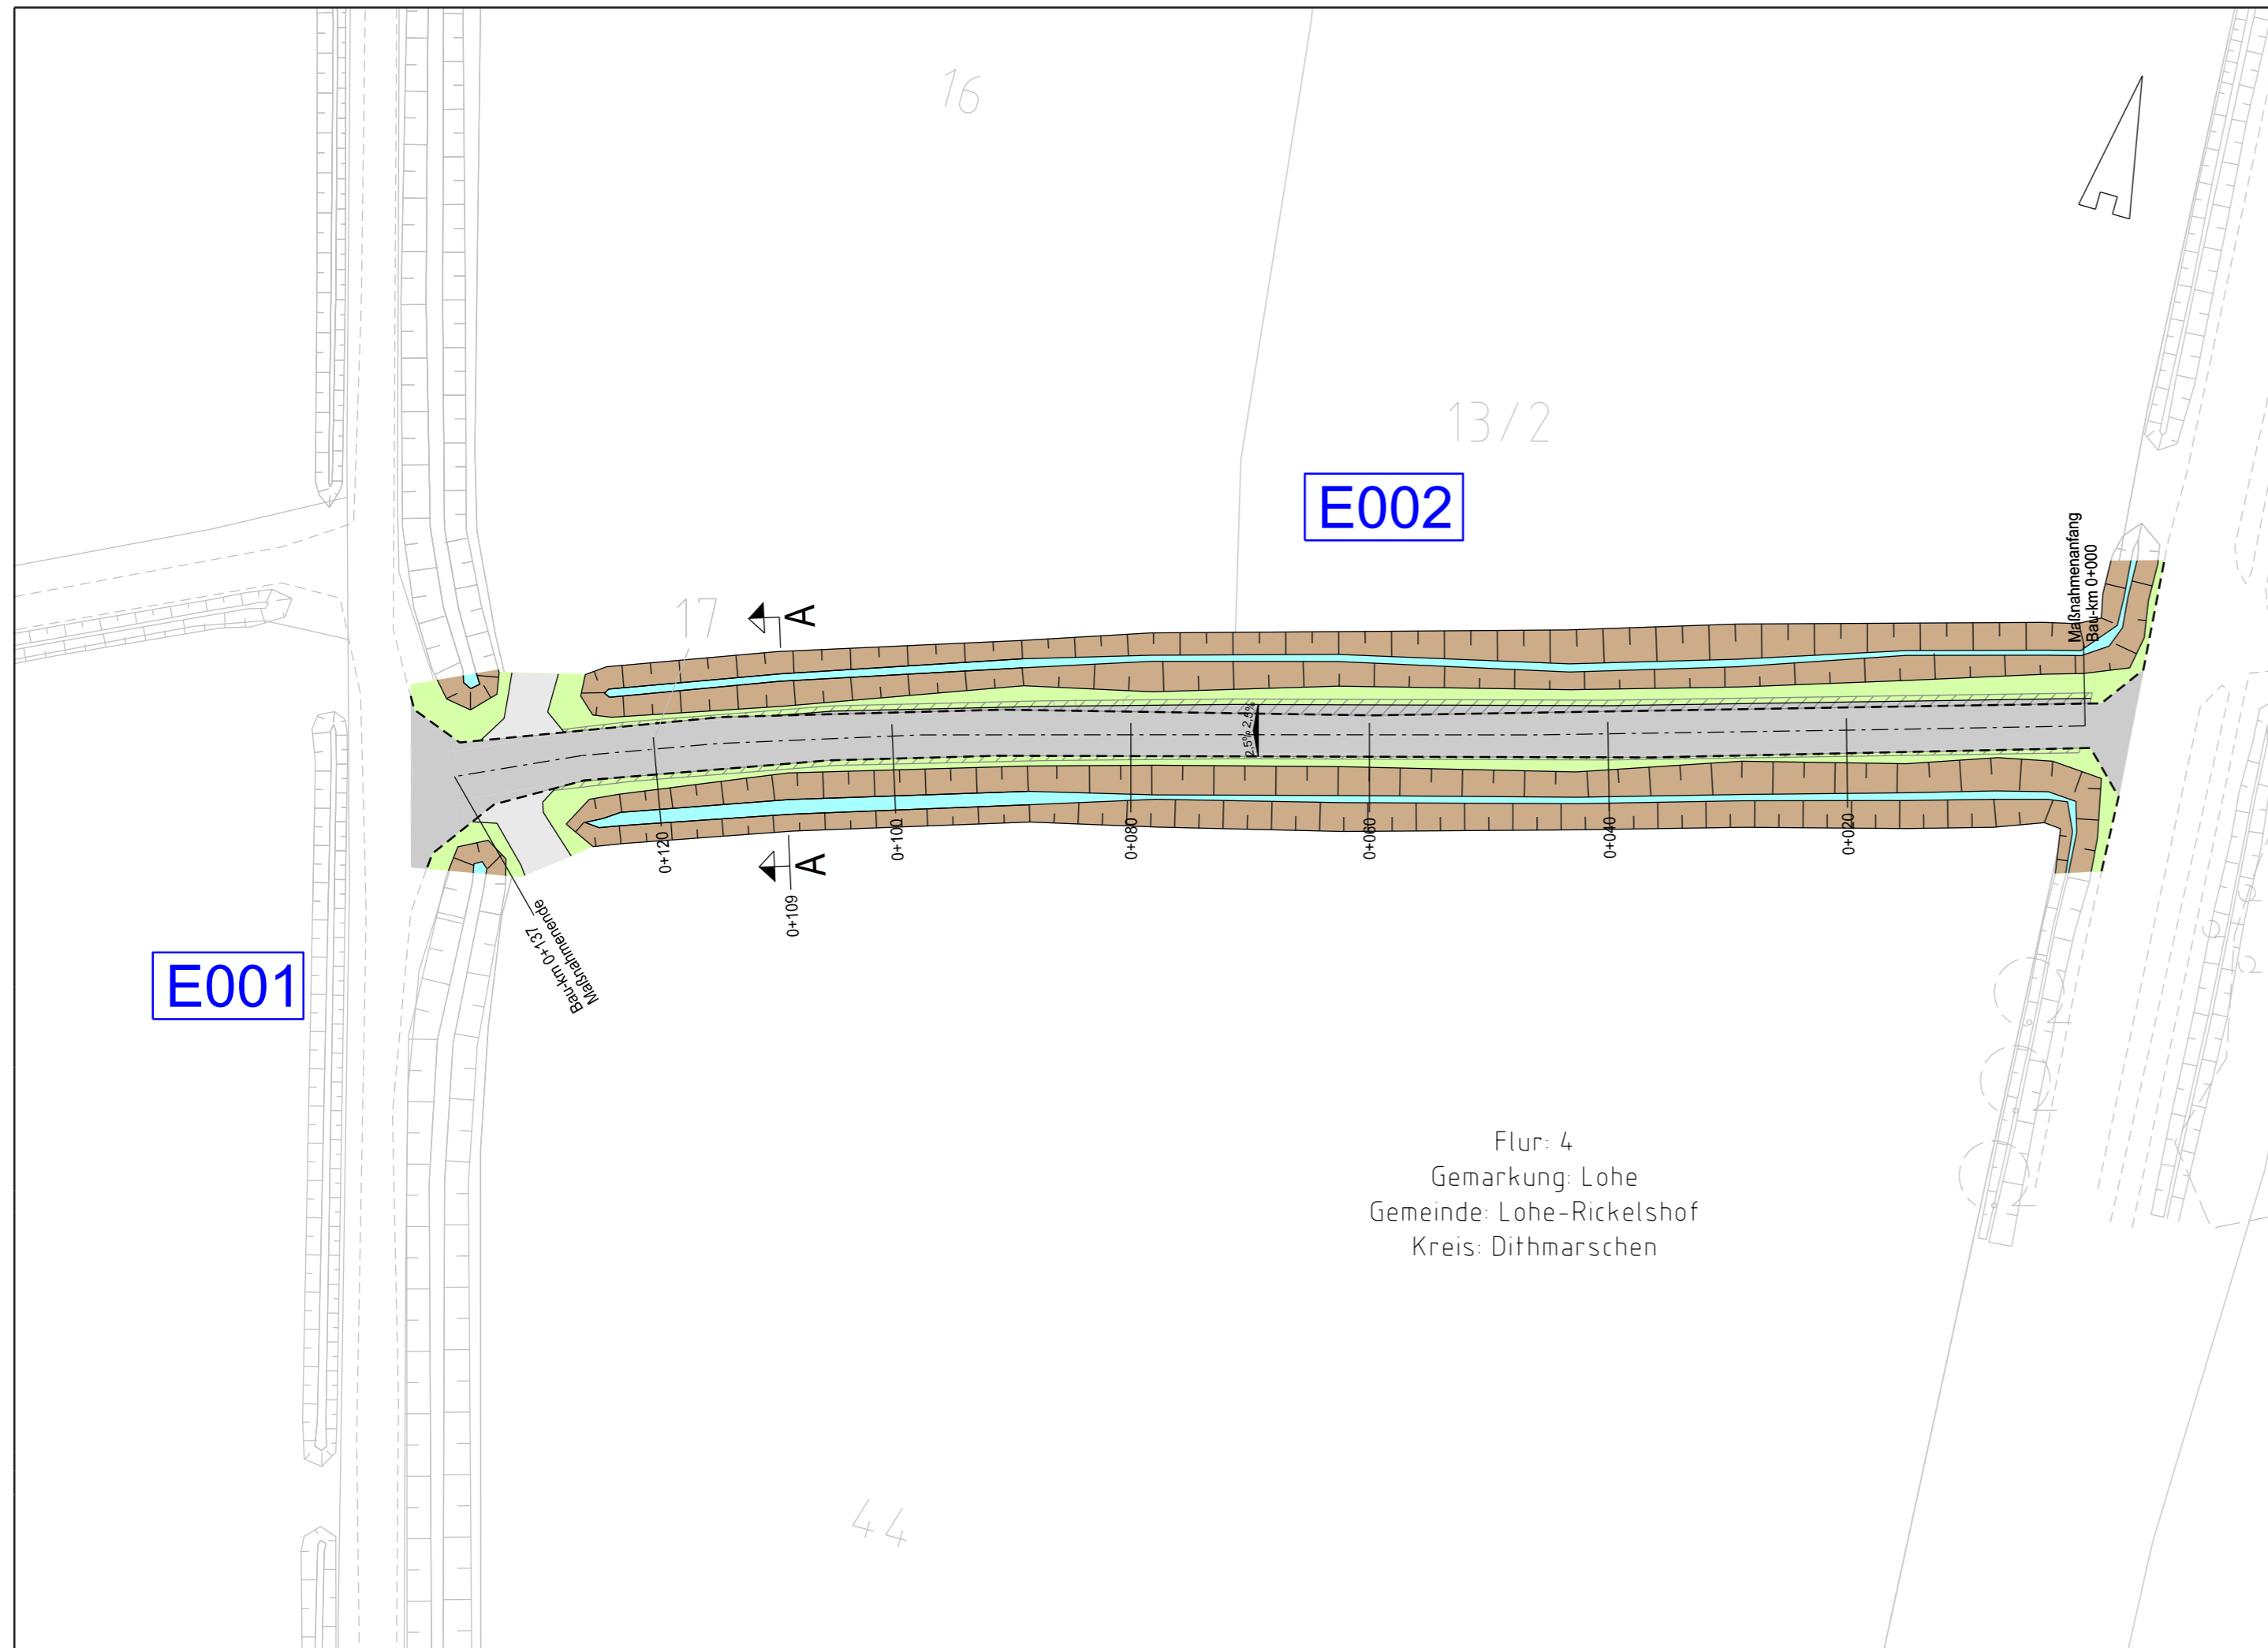 16
13/2
E002
Maßnahmenanfang
Bau-km 0+000
17
A
2,5% 2,5%
0+120
0+100
0+080
0+060
0+040
0+020
A
0+109
Bau-km 0+137
Maßnahmenende
E001
Flur: 4
Gemarkung: Lohe
Gemeinde: Lohe-Rickelshof
Kreis: Dithmarschen
44